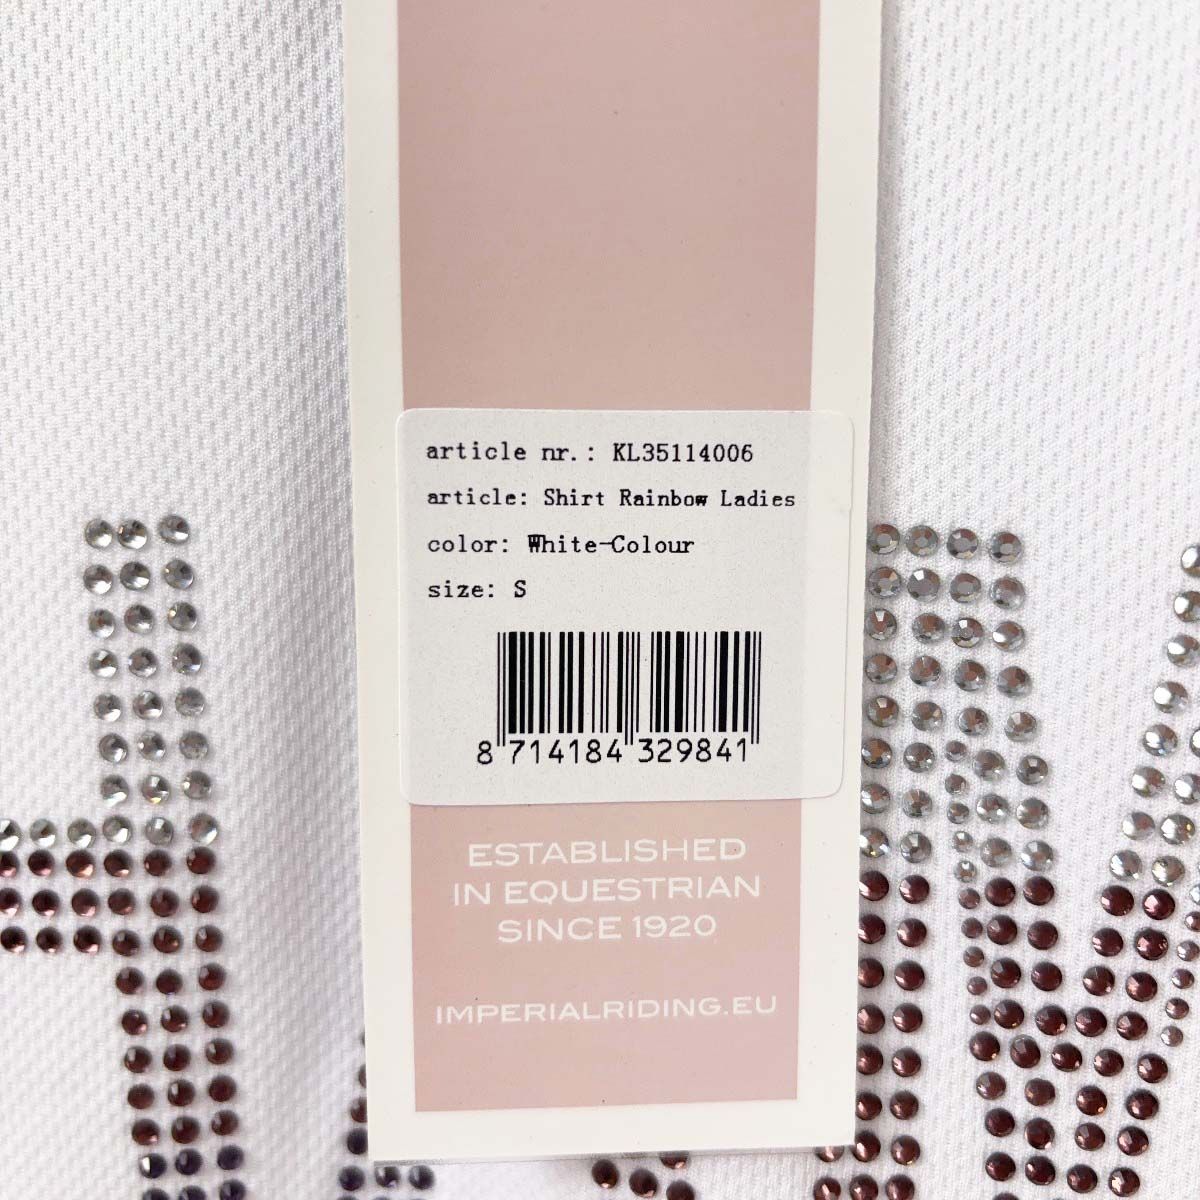 article nr.: KL35114006
article: Shirt Rainbow Ladies
color: White-Colour
size: S
8 714184 329841
ESTABLISHED
IN EQUESTRIAN
SINCE 1920
IMPERIALRIDING.EU